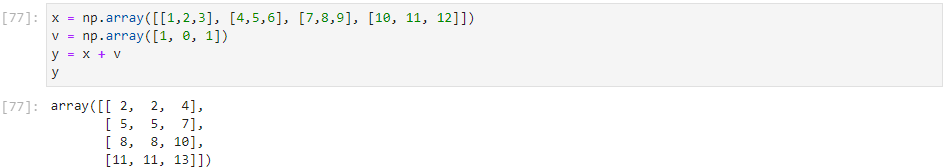 [77]: x = np.array([[1,2,3], [4,5,6], [7,8,9], [10, 11, 12]])
v = np.array([1, 0, 1])
y = x + v
y
[77]: array([[ 2,  2,  4],
       [ 5,  5,  7],
       [ 8,  8, 10],
       [11, 11, 13]])